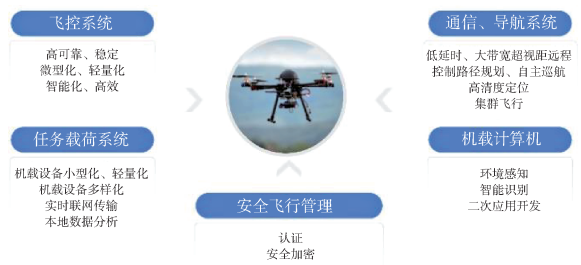 飞控系统
高可靠、稳定
微型化、轻量化
智能化、高效
任务载荷系统
机载设备小型化、轻量化
机载设备多样化
实时联网传输
本地数据分析
安全飞行管理
认证
安全加密
通信、导航系统
低延时、大带宽超视距远程
控制路径规划、自主巡航
高清度定位
集群飞行
机载计算机
环境感知
智能识别
二次应用开发